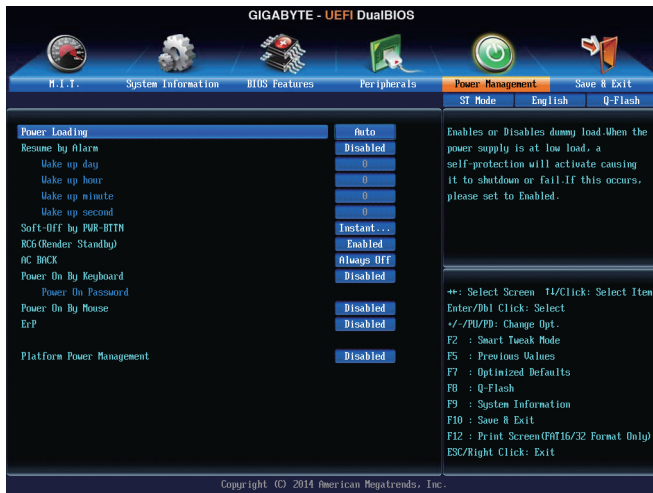 GIGABYTE - UEFI DualBIOS
M.I.T. System Information BIOS Features Peripherals Power Management Save & Exit
ST Mode English Q-Flash
Power Loading Auto
Resume by Alarm Disabled
Wake up day 0
Wake up hour 0
Wake up minute 0
Wake up second 0
Soft-Off by PWR-BTTN Instant...
RC6(Render Standby) Enabled
AC BACK Always Off
Power On By Keyboard Disabled
Power On Password
Power On By Mouse Disabled
ErP Disabled
Platform Power Management Disabled
Enables or Disables dummy load.When the
power supply is at low load, a
self-protection will activate causing
it to shutdown or fail.If this occurs,
please set to Enabled.
→←: Select Screen ↑↓/Click: Select Item
Enter/Dbl Click: Select
+/-/PU/PD: Change Opt.
F2 : Smart Tweak Mode
F5 : Previous Values
F7 : Optimized Defaults
F8 : Q-Flash
F9 : System Information
F10 : Save & Exit
F12 : Print Screen(FAT16/32 Format Only)
ESC/Right Click: Exit
Copyright (C) 2014 American Megatrends, Inc.